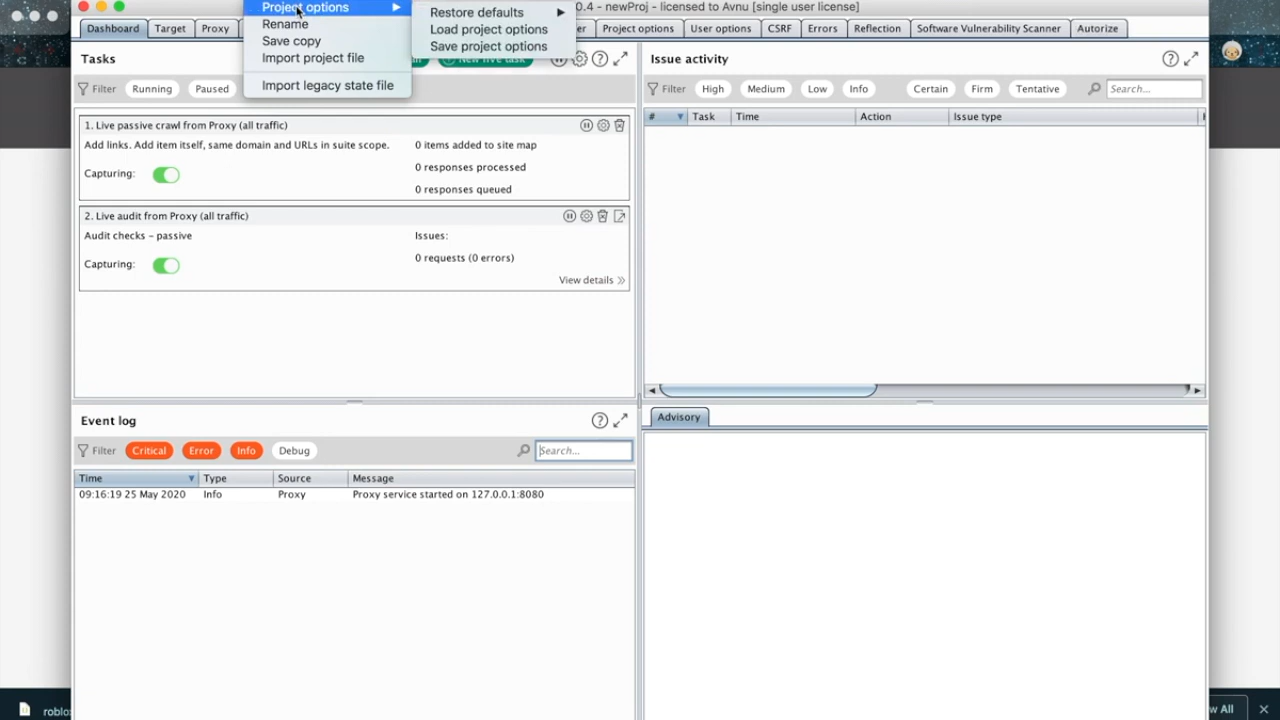 Project options
Rename
Save copy
Import project file
Import legacy state file
Restore defaults
Load project options
Save project options
0.4 - newProj - licensed to Avnu [single user license]
Dashboard Target Proxy Project options User options CSRF Errors Reflection Software Vulnerability Scanner Autorize
Tasks
New live task
Filter Running Paused
1. Live passive crawl from Proxy (all traffic)
Add links. Add item itself, same domain and URLs in suite scope.
0 items added to site map
0 responses processed
Capturing:
0 responses queued
2. Live audit from Proxy (all traffic)
Audit checks - passive
Issues:
Capturing:
0 requests (0 errors)
View details
Issue activity
Filter High Medium Low Info Certain Firm Tentative Search...
# Task Time Action Issue type
Event log
Filter Critical Error Info Debug Search...
Time Type Source Message
09:16:19 25 May 2020 Info Proxy Proxy service started on 127.0.0.1:8080
Advisory